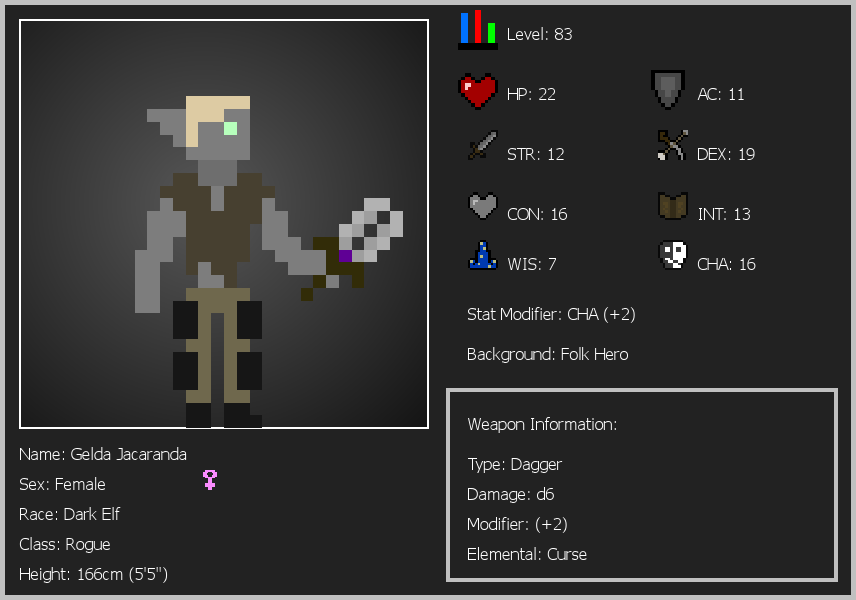 Level: 83
HP: 22
AC: 11
STR: 12
DEX: 19
CON: 16
INT: 13
WIS: 7
CHA: 16
Stat Modifier: CHA (+2)
Background: Folk Hero
Weapon Information:
Type: Dagger
Damage: d6
Modifier: (+2)
Elemental: Curse
Name: Gelda Jacaranda
Sex: Female
Race: Dark Elf
Class: Rogue
Height: 166cm (5'5")